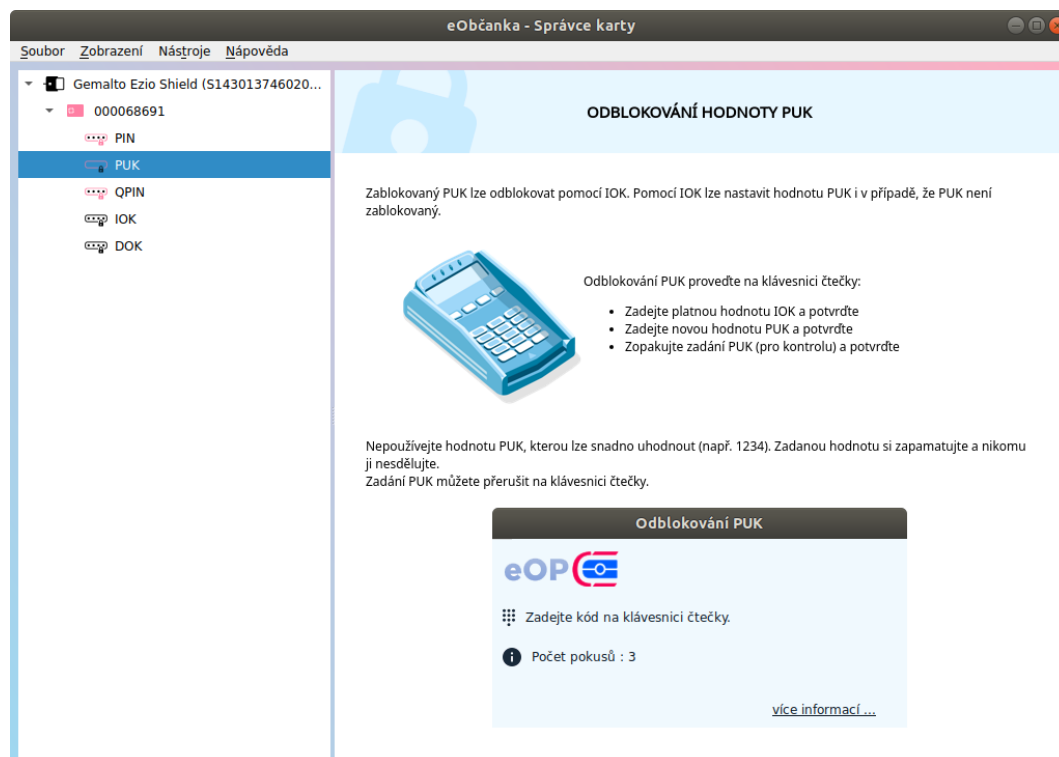 eObčanka - Správce karty
Soubor Zobrazení Nástroje Nápověda
Gemalto Ezio Shield (S143013746020...
000068691
PIN
PUK
QPIN
IOK
DOK
ODBLOKOVÁNÍ HODNOTY PUK
Zablokovaný PUK lze odblokovat pomocí IOK. Pomocí IOK lze nastavit hodnotu PUK i v případě, že PUK není
zablokovaný.
Odblokování PUK proveďte na klávesnici čtečky:
• Zadejte platnou hodnotu IOK a potvrďte
• Zadejte novou hodnotu PUK a potvrďte
• Zopakujte zadání PUK (pro kontrolu) a potvrďte
Nepoužívejte hodnotu PUK, kterou lze snadno uhodnout (např. 1234). Zadanou hodnotu si zapamatujte a nikomu
ji nesdělujte.
Zadání PUK můžete přerušit na klávesnici čtečky.
Odblokování PUK
eOP
Zadejte kód na klávesnici čtečky.
Počet pokusů : 3
více informací ...